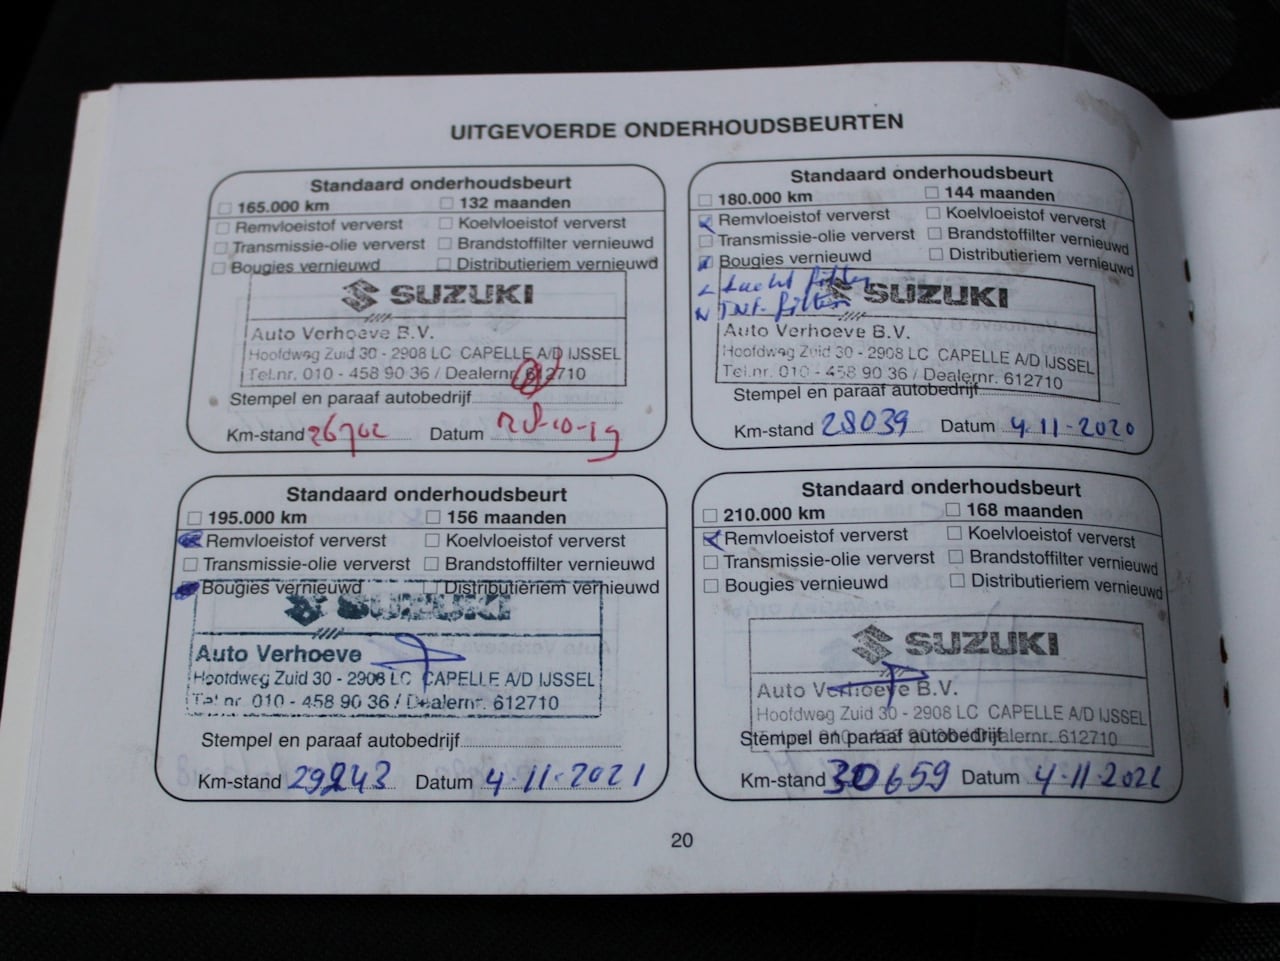 UITGEVOERDE ONDERHOUDSBEURTEN
Standaard onderhoudsbeurt
165.000 km 132 maanden
Remvloeistof ververst Koelvloeistof ververst
Transmissie-olie ververst Brandstoffilter vernieuwd
Bougies vernieuwd Distributieriem vernieuwd
SUZUKI
Auto Verhoeve B.V.
Hoofdweg Zuid 30 - 2908 LC CAPELLE A/D IJSSEL
Tel.nr. 010 - 458 90 36 / Dealernr. 612710
Stempel en paraaf autobedrijf
Km-stand 26702 Datum 28-10-19
Standaard onderhoudsbeurt
180.000 km 144 maanden
Remvloeistof ververst Koelvloeistof ververst
Transmissie-olie ververst Brandstoffilter vernieuwd
Bougies vernieuwd Distributieriem vernieuwd
Lucht filter
Int. filter
SUZUKI
Auto Verhoeve B.V.
Hoofdweg Zuid 30 - 2908 LC CAPELLE A/D IJSSEL
Tel.nr. 010 - 458 90 36 / Dealernr. 612710
Stempel en paraaf autobedrijf
Km-stand 28039 Datum 4-11-2020
Standaard onderhoudsbeurt
195.000 km 156 maanden
Remvloeistof ververst Koelvloeistof ververst
Transmissie-olie ververst Brandstoffilter vernieuwd
Bougies vernieuwd Distributieriem vernieuwd
SUZUKI
Auto Verhoeve
Hoofdweg Zuid 30 - 2908 LC CAPELLE A/D IJSSEL
Tel.nr. 010 - 458 90 36 / Dealernr. 612710
Stempel en paraaf autobedrijf
Km-stand 29243 Datum 4-11-2021
Standaard onderhoudsbeurt
210.000 km 168 maanden
Remvloeistof ververst Koelvloeistof ververst
Transmissie-olie ververst Brandstoffilter vernieuwd
Bougies vernieuwd Distributieriem vernieuwd
SUZUKI
Auto Verhoeve B.V.
Hoofdweg Zuid 30 - 2908 LC CAPELLE A/D IJSSEL
Stempel en paraaf autobedrijf Dealernr. 612710
Km-stand 30659 Datum 4-11-2022
20